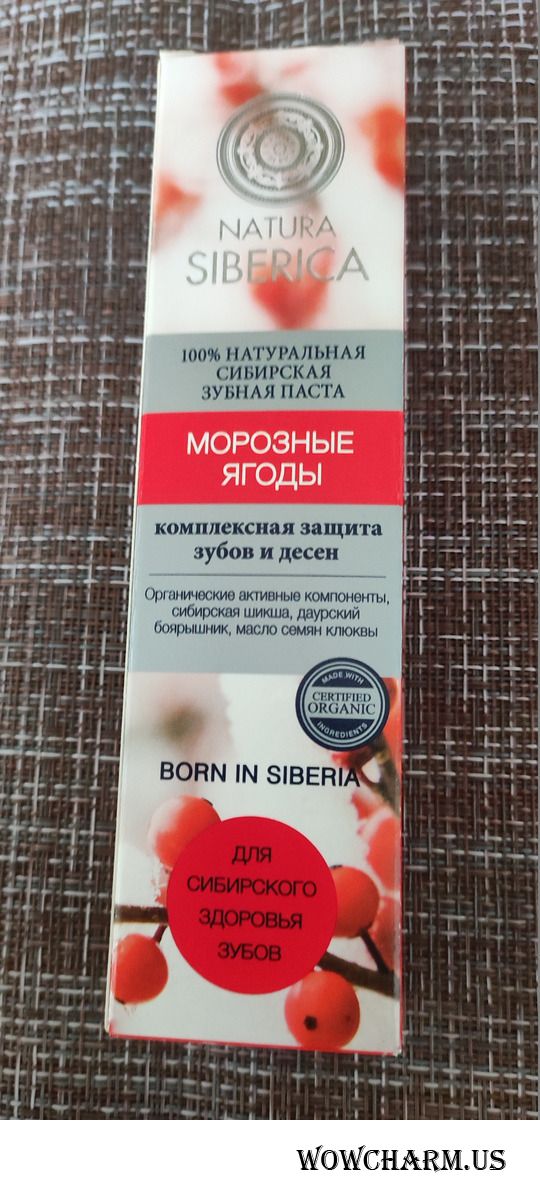 NATURA
SIBERICA
100% НАТУРАЛЬНАЯ
СИБИРСКАЯ
ЗУБНАЯ ПАСТА
МОРОЗНЫЕ
ЯГОДЫ
комплексная защита
зубов и десен
Органические активные компоненты,
сибирская шикша, даурский
боярышник, масло семян клюквы
MADE WITH
CERTIFIED
ORGANIC
INGREDIENTS
BORN IN SIBERIA
ДЛЯ
СИБИРСКОГО
ЗДОРОВЬЯ
ЗУБОВ
WOWCHARM.US